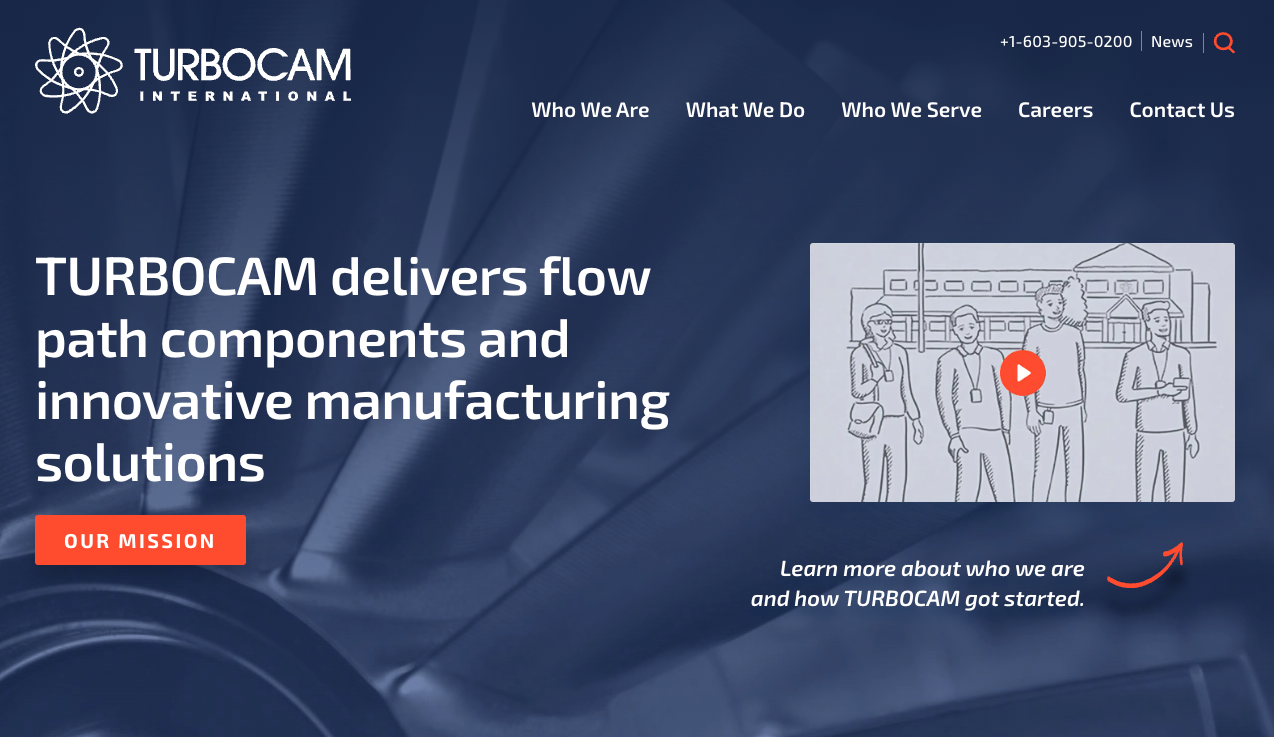 TURBOCAM
INTERNATIONAL
+1-603-905-0200 News
Who We Are What We Do Who We Serve Careers Contact Us
TURBOCAM delivers flow
path components and
innovative manufacturing
solutions
OUR MISSION
Learn more about who we are
and how TURBOCAM got started.